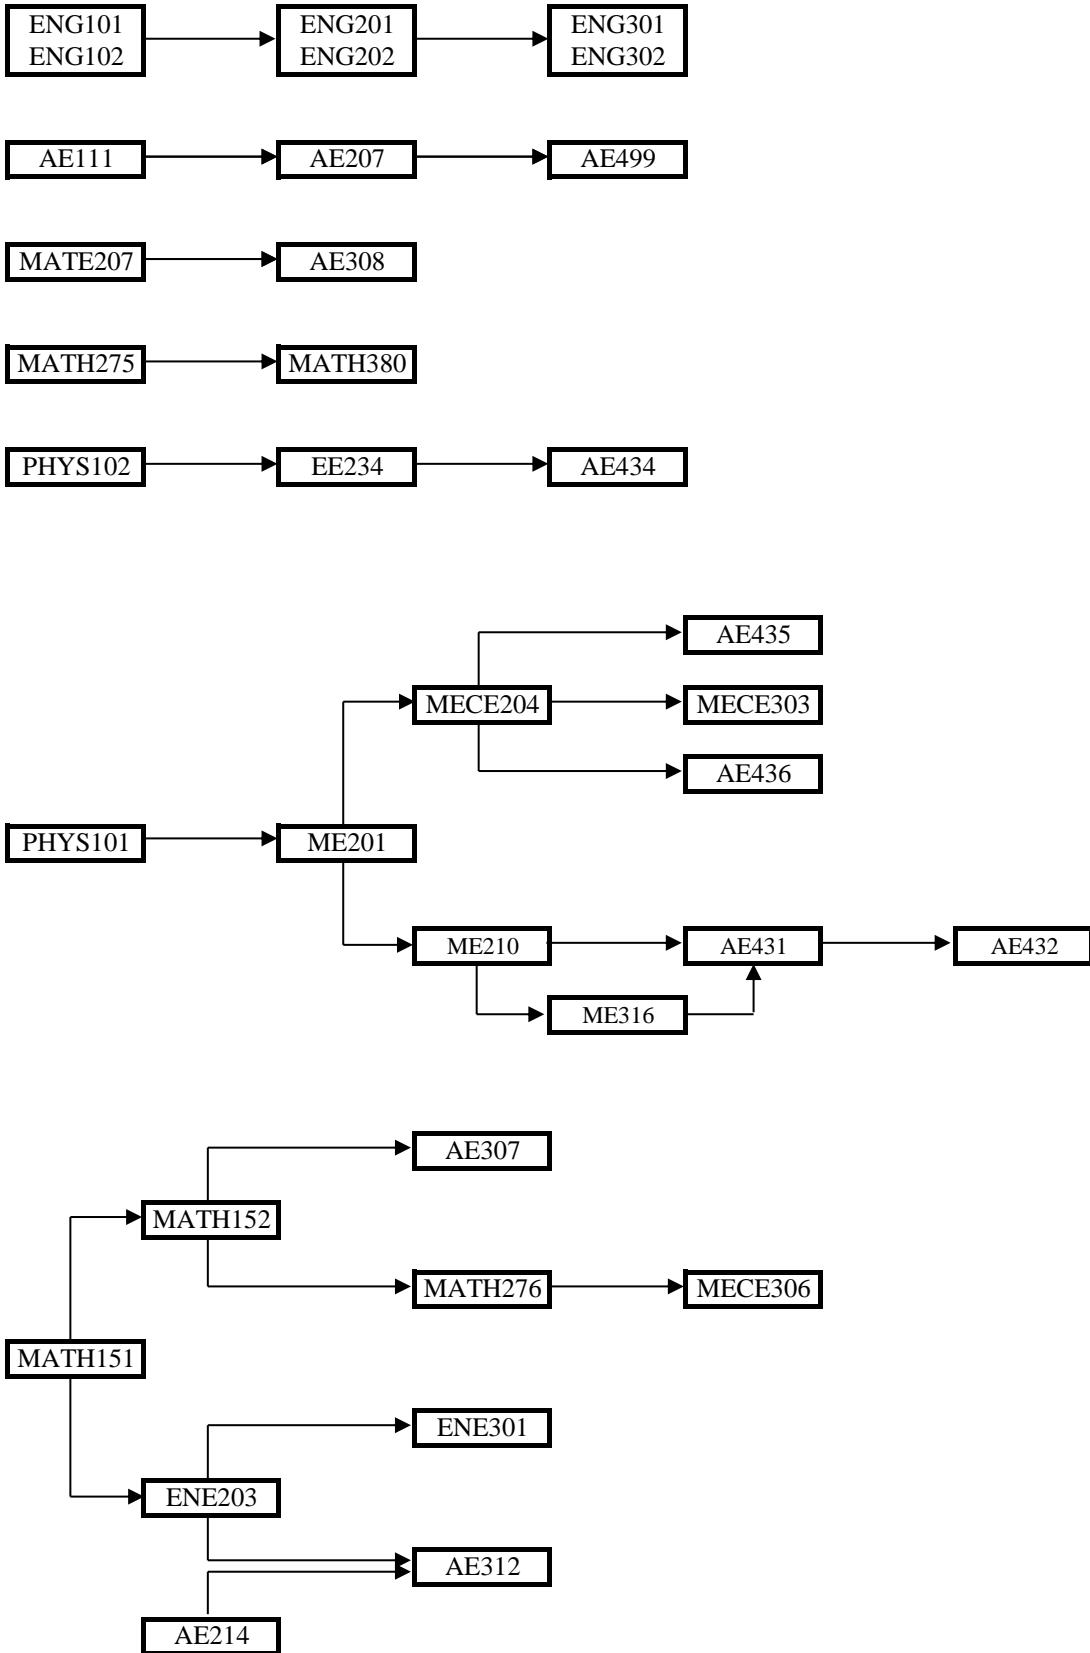 ENG101
ENG102
ENG201
ENG202
ENG301
ENG302
AE111
AE207
AE499
MATE207
AE308
MATH275
MATH380
PHYS102
EE234
AE434
AE435
MECE204
MECE303
AE436
PHYS101
ME201
ME210
AE431
AE432
ME316
AE307
MATH152
MATH276
MECE306
MATH151
ENE301
ENE203
AE312
AE214